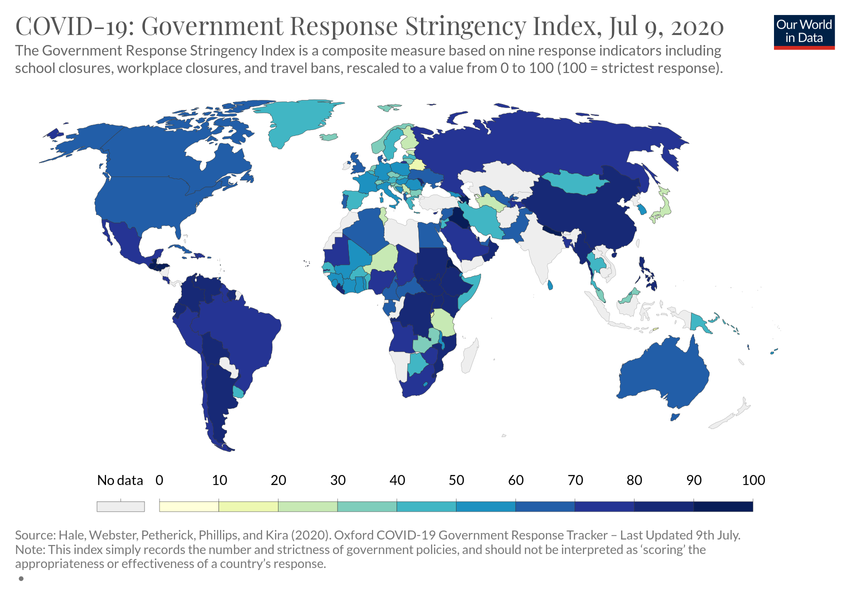 COVID-19: Government Response Stringency Index, Jul 9, 2020
Our World
in Data
The Government Response Stringency Index is a composite measure based on nine response indicators including
school closures, workplace closures, and travel bans, rescaled to a value from 0 to 100 (100 = strictest response).
No data 0 10 20 30 40 50 60 70 80 90 100
Source: Hale, Webster, Petherick, Phillips, and Kira (2020). Oxford COVID-19 Government Response Tracker – Last Updated 9th July.
Note: This index simply records the number and strictness of government policies, and should not be interpreted as ‘scoring’ the
appropriateness or effectiveness of a country’s response.